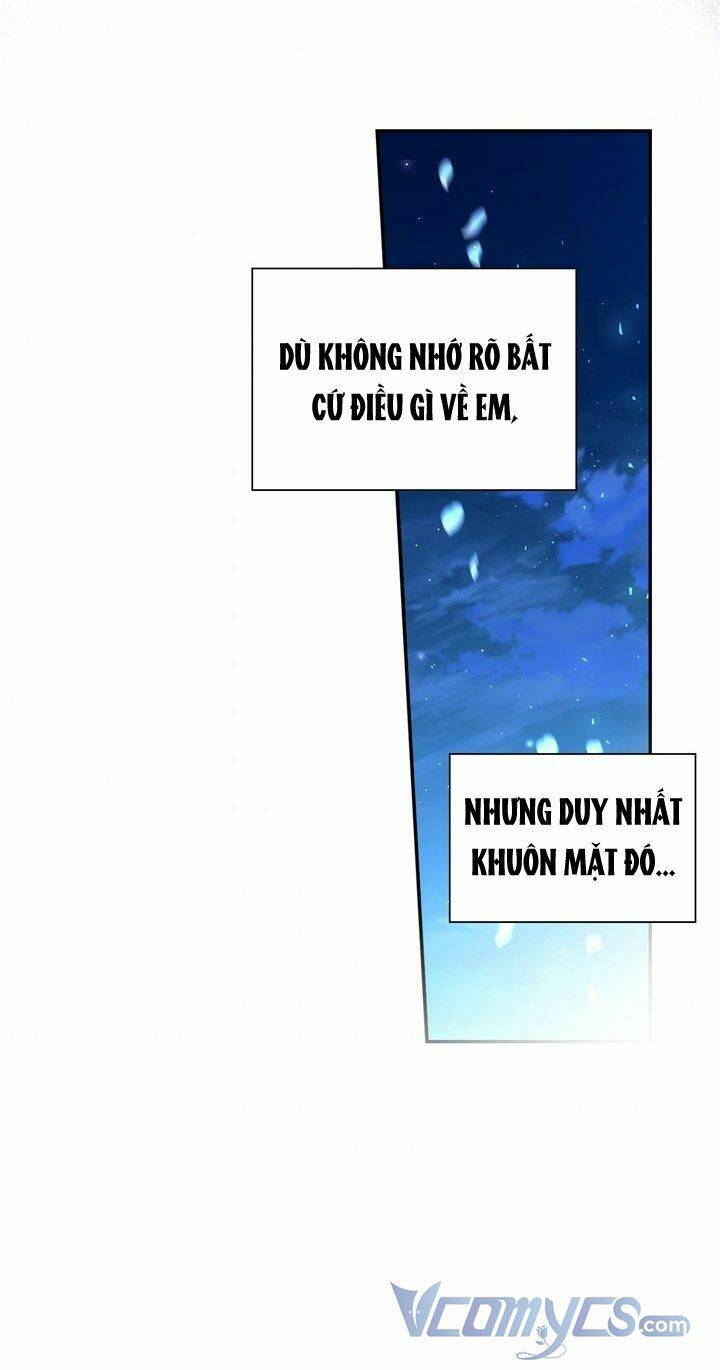 DÙ KHÔNG NHỚ RÕ BẤT
CỨ ĐIỀU GÌ VỀ EM,
NHƯNG DUY NHẤT
KHUÔN MẶT ĐÓ...
VCOMYCS.com